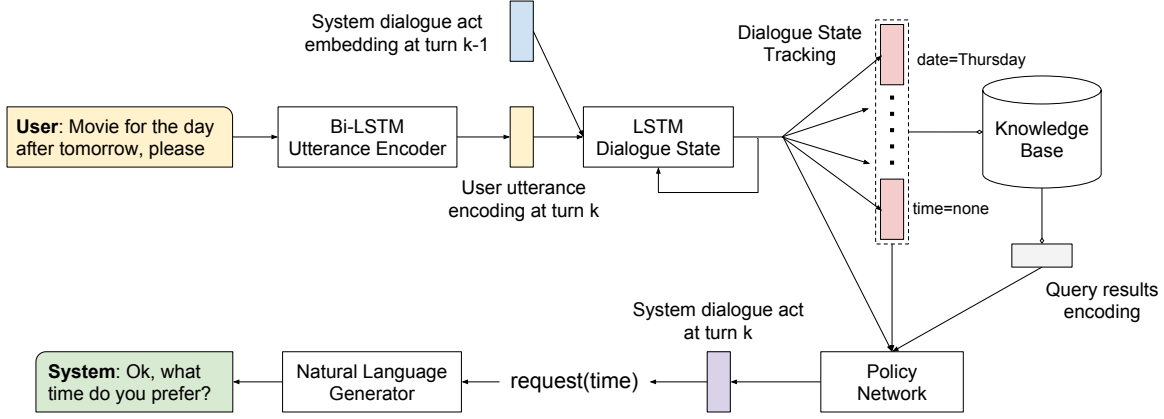 System dialogue act
embedding at turn k-1
Dialogue State
Tracking
date=Thursday
User: Movie for the day
after tomorrow, please
Bi-LSTM
Utterance Encoder
LSTM
Dialogue State
Knowledge
Base
User utterance
encoding at turn k
time=none
Query results
encoding
System dialogue act
at turn k
System: Ok, what
time do you prefer?
Natural Language
Generator
request(time)
Policy
Network